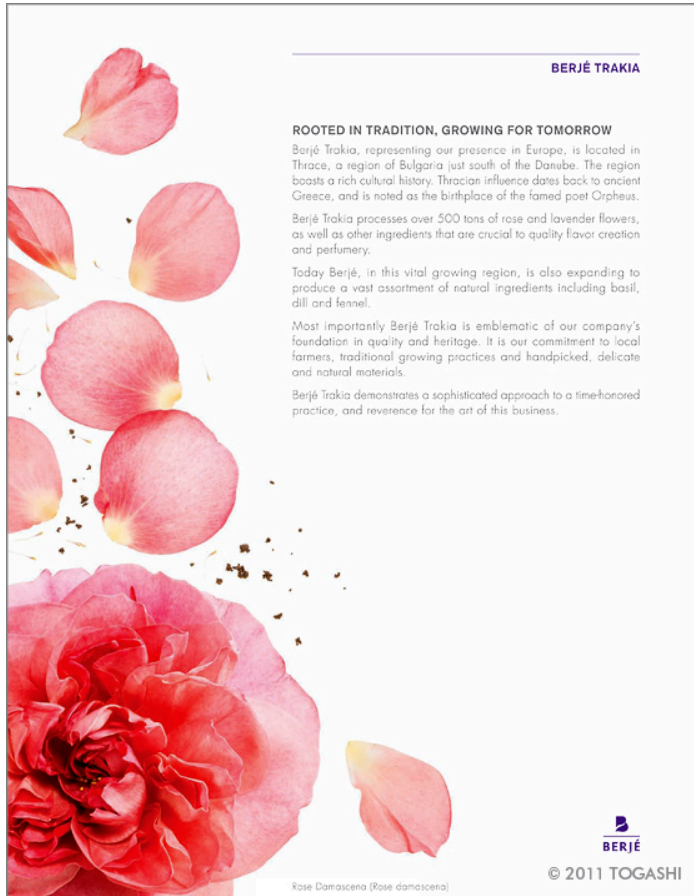 BERJÉ TRAKIA
ROOTED IN TRADITION, GROWING FOR TOMORROW
Berjé Trakia, representing our presence in Europe, is located in
Thrace, a region of Bulgaria just south of the Danube. The region
boasts a rich cultural history. Thracian influence dates back to ancient
Greece, and is noted as the birthplace of the famed poet Orpheus.
Berjé Trakia processes over 500 tons of rose and lavender flowers,
as well as other ingredients that are crucial to quality flavor creation
and perfumery.
Today Berjé, in this vital growing region, is also expanding to
produce a vast assortment of natural ingredients including basil,
dill and fennel.
Most importantly Berjé Trakia is emblematic of our company's
foundation in quality and heritage. It is our commitment to local
farmers, traditional growing practices and handpicked, delicate
and natural materials.
Berjé Trakia demonstrates a sophisticated approach to a time-honored
practice, and reverence for the art of this business.
B
BERJÉ
© 2011 TOGASHI
Rose Damascena (Rose damascena)